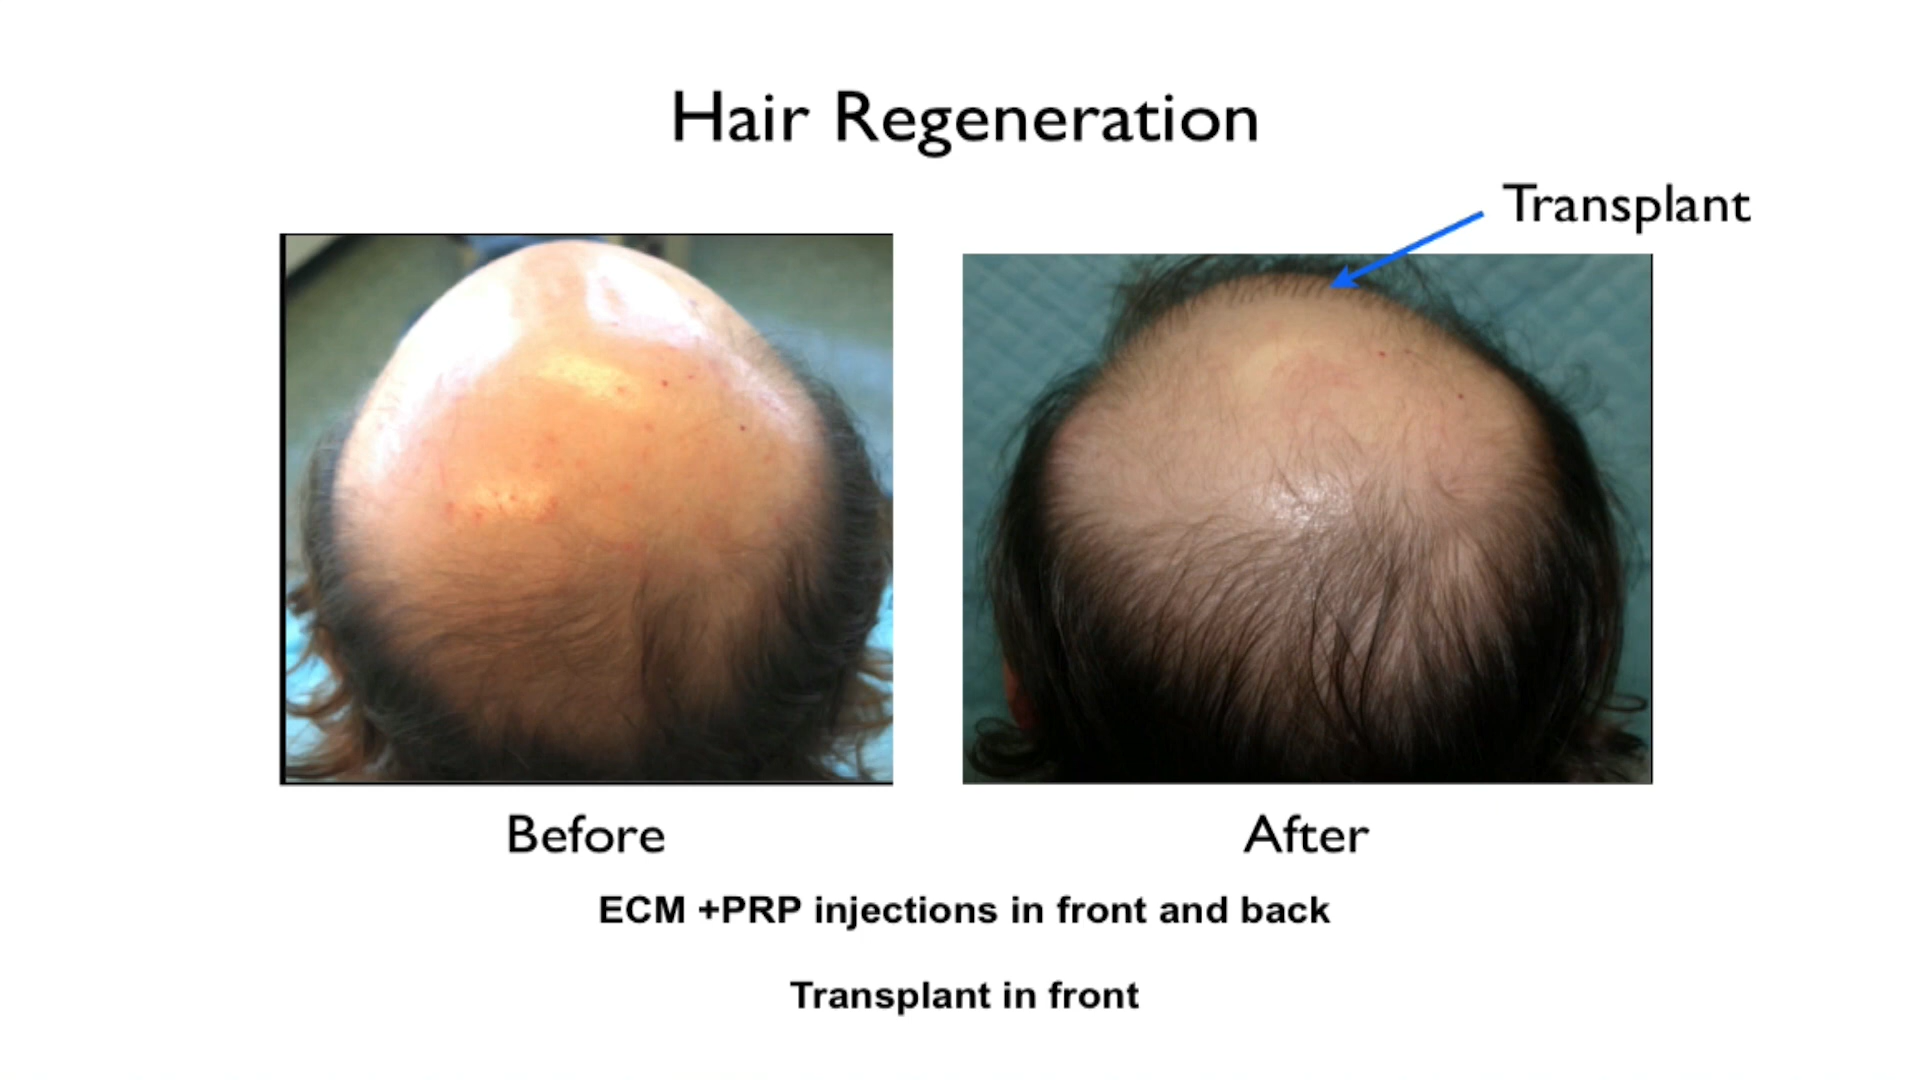 Hair Regeneration
Transplant
Before
After
ECM +PRP injections in front and back
Transplant in front